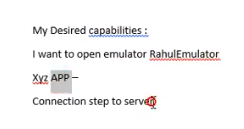 My Desired capabilities :
I want to open emulator RahulEmulator
Xyz APP –
Connection step to server